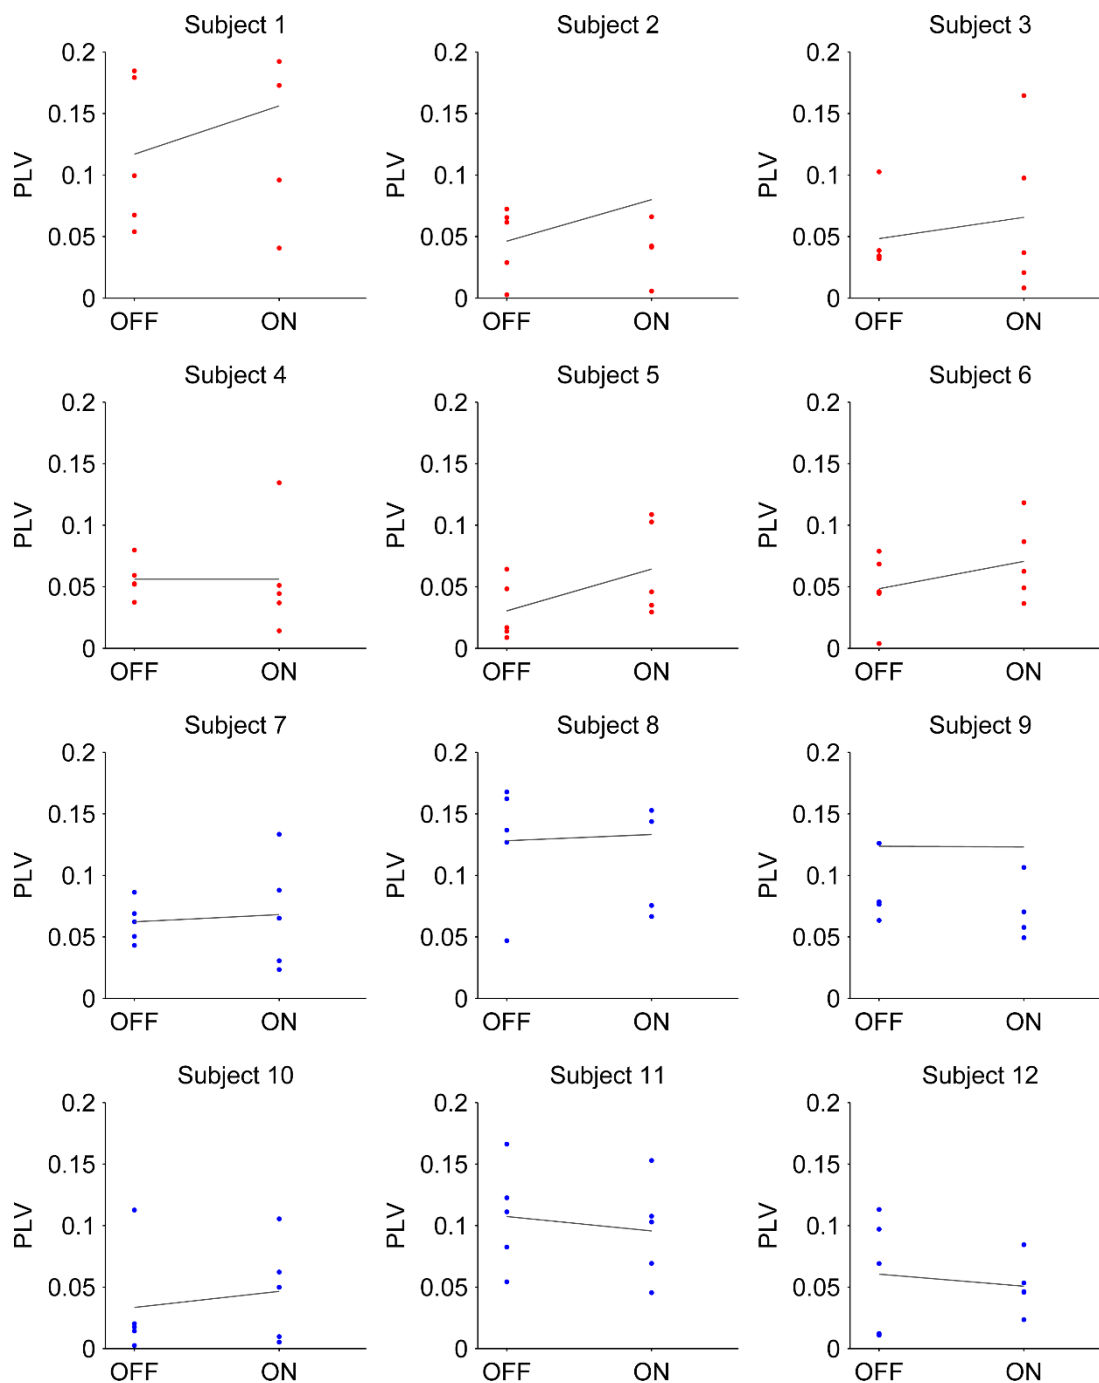 Subject 1
Subject 2
Subject 3
0.2
0.15
0.1
0.05
0
PLV
OFF
ON
0.2
0.15
0.1
0.05
0
PLV
OFF
ON
0.2
0.15
0.1
0.05
0
PLV
OFF
ON
Subject 4
Subject 5
Subject 6
0.2
0.15
0.1
0.05
0
PLV
OFF
ON
0.2
0.15
0.1
0.05
0
PLV
OFF
ON
0.2
0.15
0.1
0.05
0
PLV
OFF
ON
Subject 7
Subject 8
Subject 9
0.2
0.15
0.1
0.05
0
PLV
OFF
ON
0.2
0.15
0.1
0.05
0
PLV
OFF
ON
0.2
0.15
0.1
0.05
0
PLV
OFF
ON
Subject 10
Subject 11
Subject 12
0.2
0.15
0.1
0.05
0
PLV
OFF
ON
0.2
0.15
0.1
0.05
0
PLV
OFF
ON
0.2
0.15
0.1
0.05
0
PLV
OFF
ON